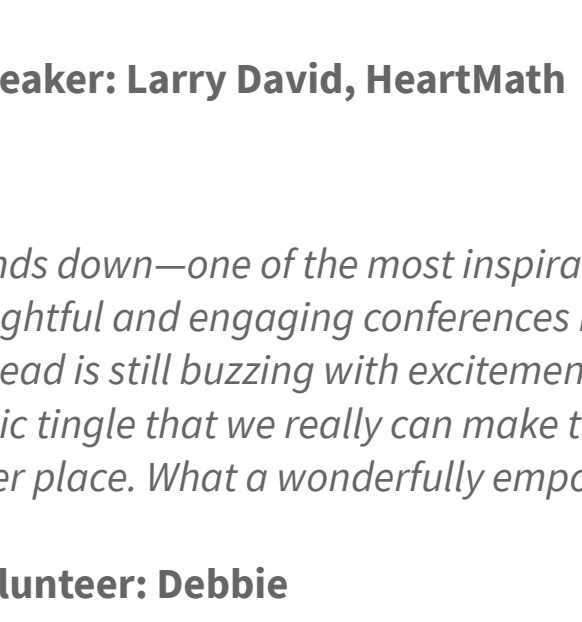 eaker: Larry David, HeartMath
nds down—one of the most inspira
ghtful and engaging conferences
ead is still buzzing with excitemen
ic tingle that we really can make t
er place. What a wonderfully empo
lunteer: Debbie